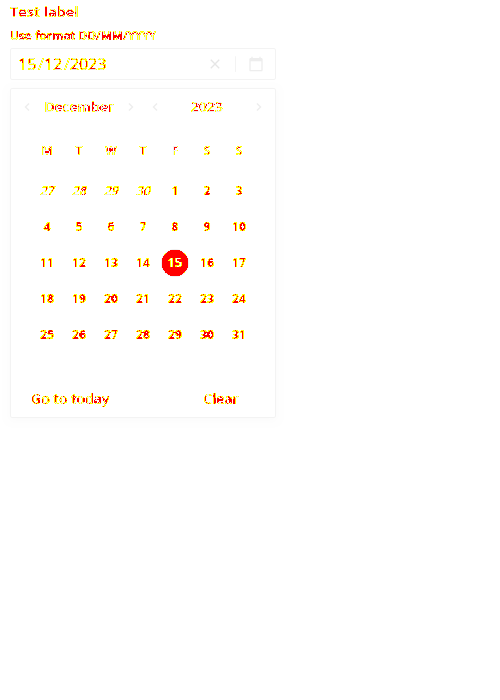 Test label
Use format DD/MM/YYYY
15/12/2023
December 2023
M T W T F S S
27 28 29 30 1 2 3
4 5 6 7 8 9 10
11 12 13 14 15 16 17
18 19 20 21 22 23 24
25 26 27 28 29 30 31
Go to today Clear